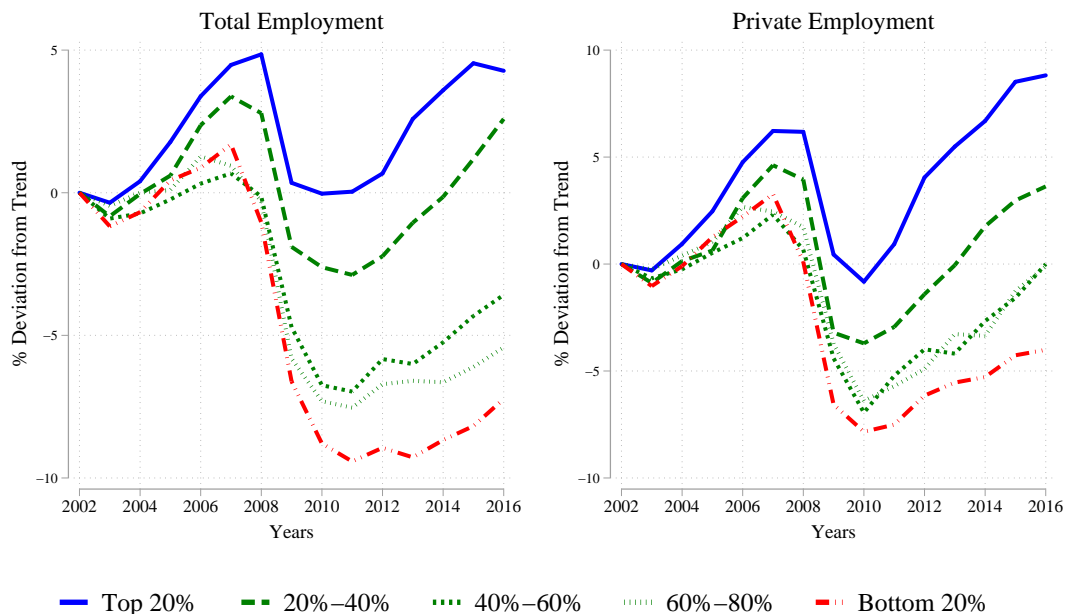 Total Employment
% Deviation from Trend
5
0
−5
−10
2002 2004 2006 2008 2010 2012 2014 2016
Years
Private Employment
% Deviation from Trend
10
5
0
−5
−10
2002 2004 2006 2008 2010 2012 2014 2016
Years
Top 20% 20%−40% 40%−60% 60%−80% Bottom 20%